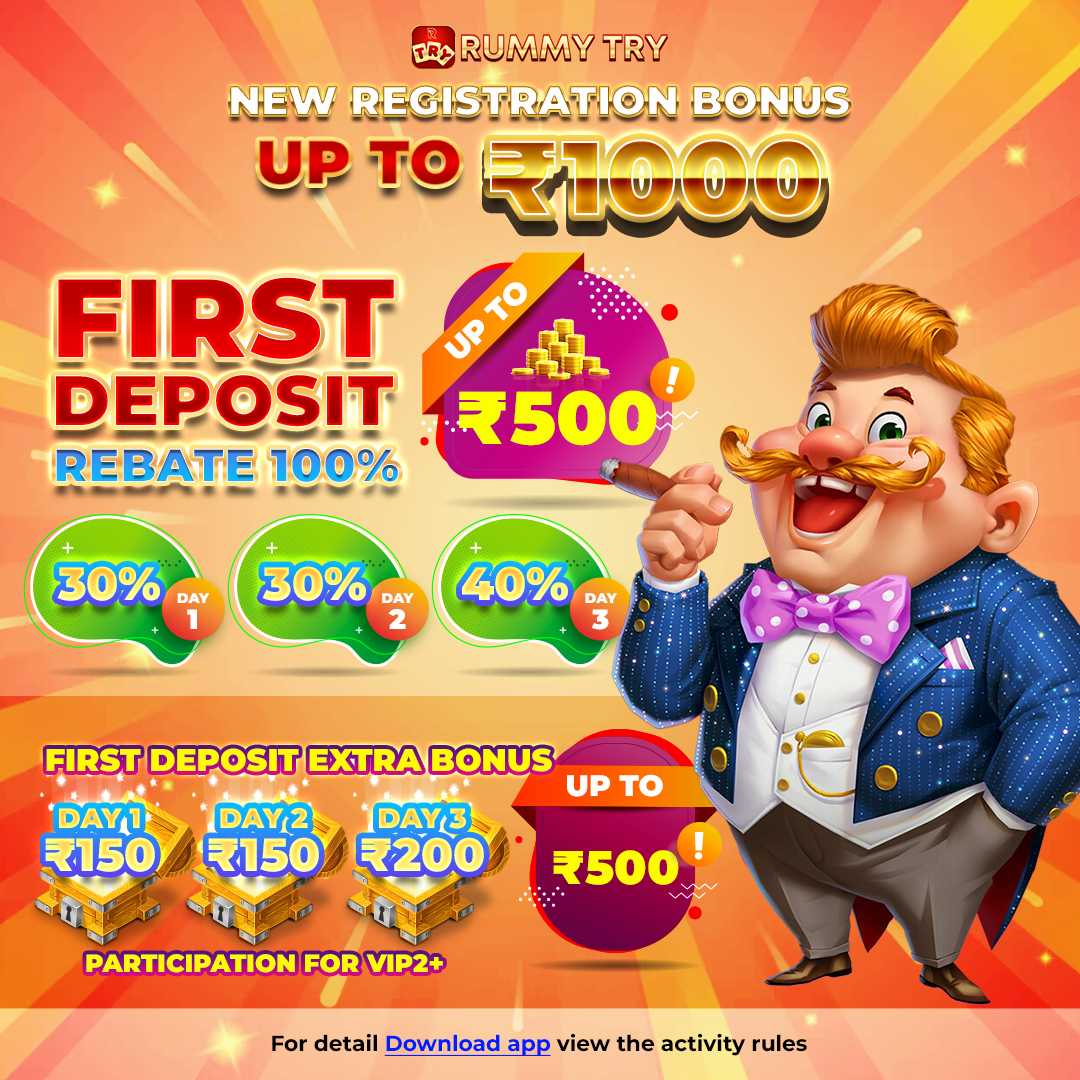 TRY RUMMY TRY
NEW REGISTRATION BONUS
UP TO ₹1000
FIRST
DEPOSIT
REBATE 100%
UP TO
₹500
!
30%
DAY
1
30%
DAY
2
40%
DAY
3
FIRST DEPOSIT EXTRA BONUS
DAY 1
₹150
DAY 2
₹150
DAY 3
₹200
PARTICIPATION FOR VIP2+
UP TO
₹500
!
For detail Download app view the activity rules